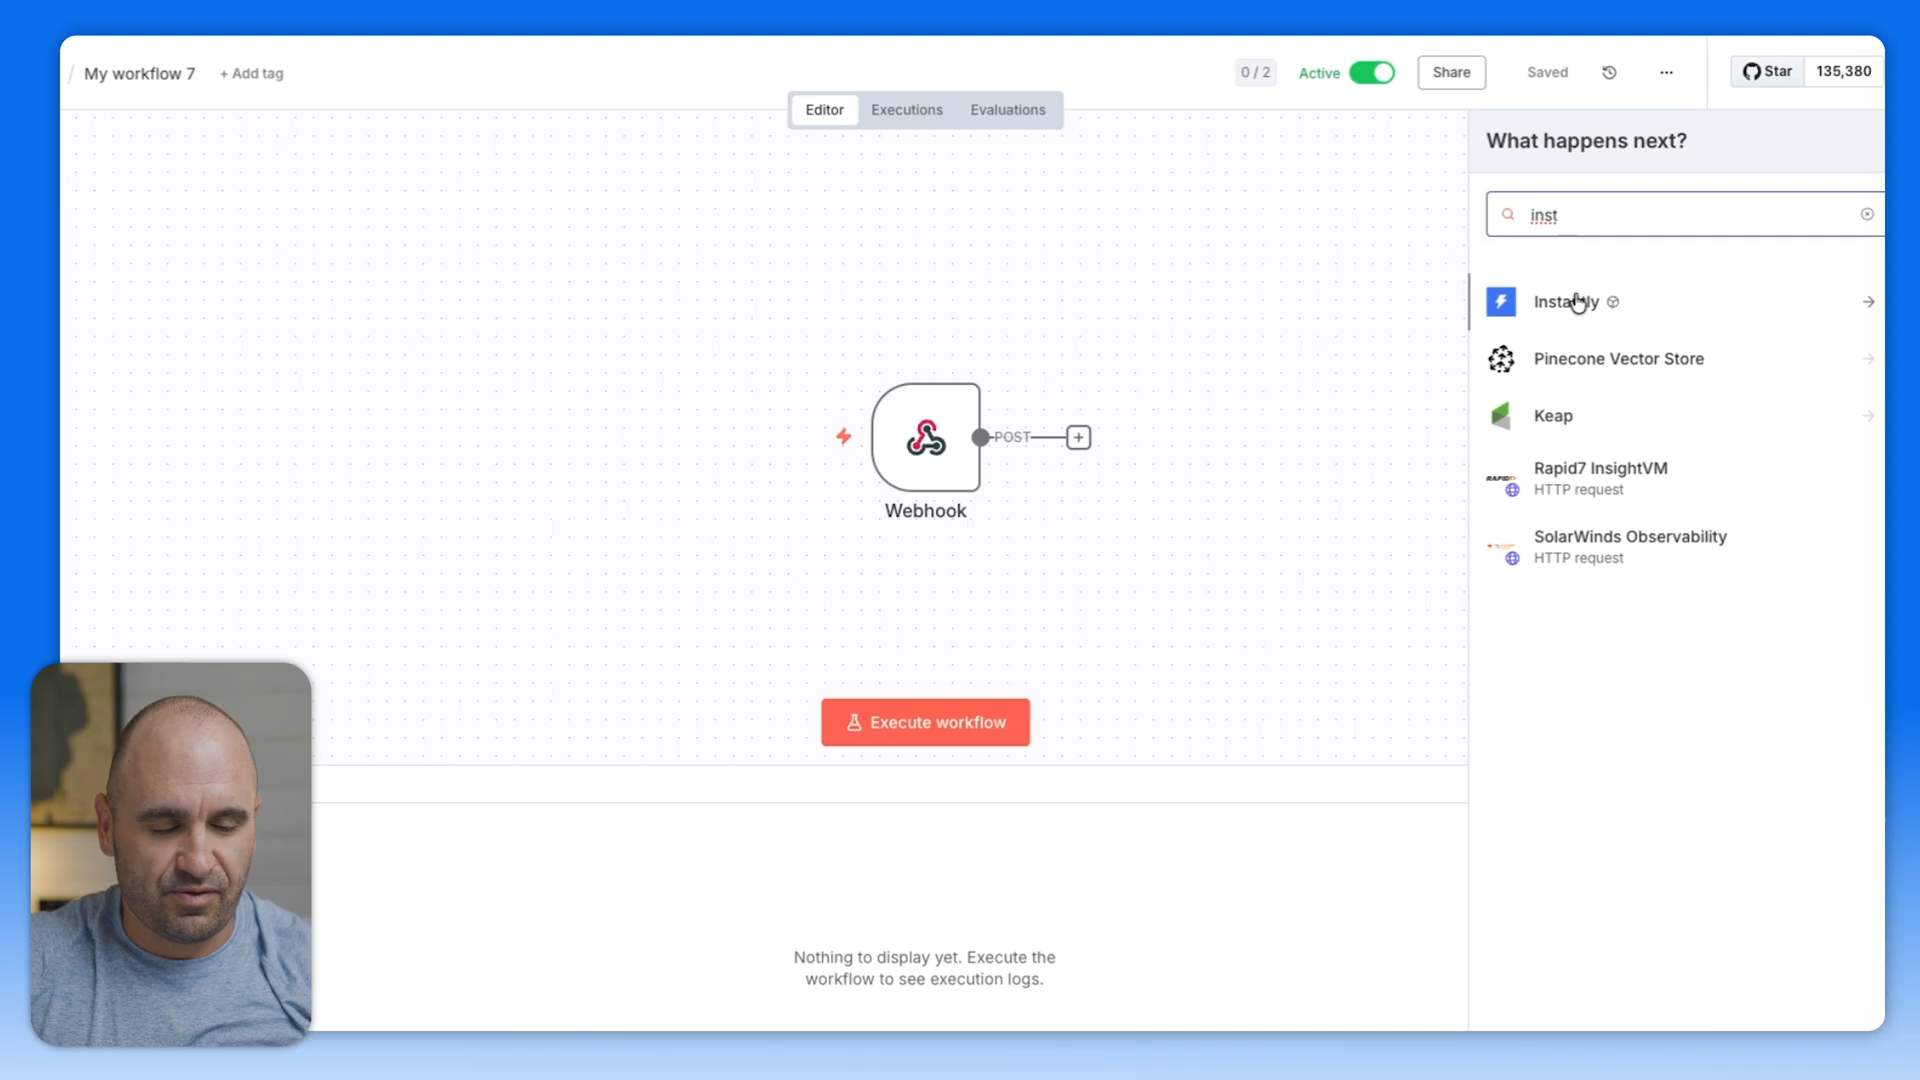 / My workflow 7 + Add tag
0 / 2 Active Share Saved ... Star 135,380
Editor Executions Evaluations
What happens next?
inst
Instantly
Pinecone Vector Store
Keap
Rapid7 InsightVM
HTTP request
SolarWinds Observability
HTTP request
POST
Webhook
Execute workflow
Nothing to display yet. Execute the
workflow to see execution logs.